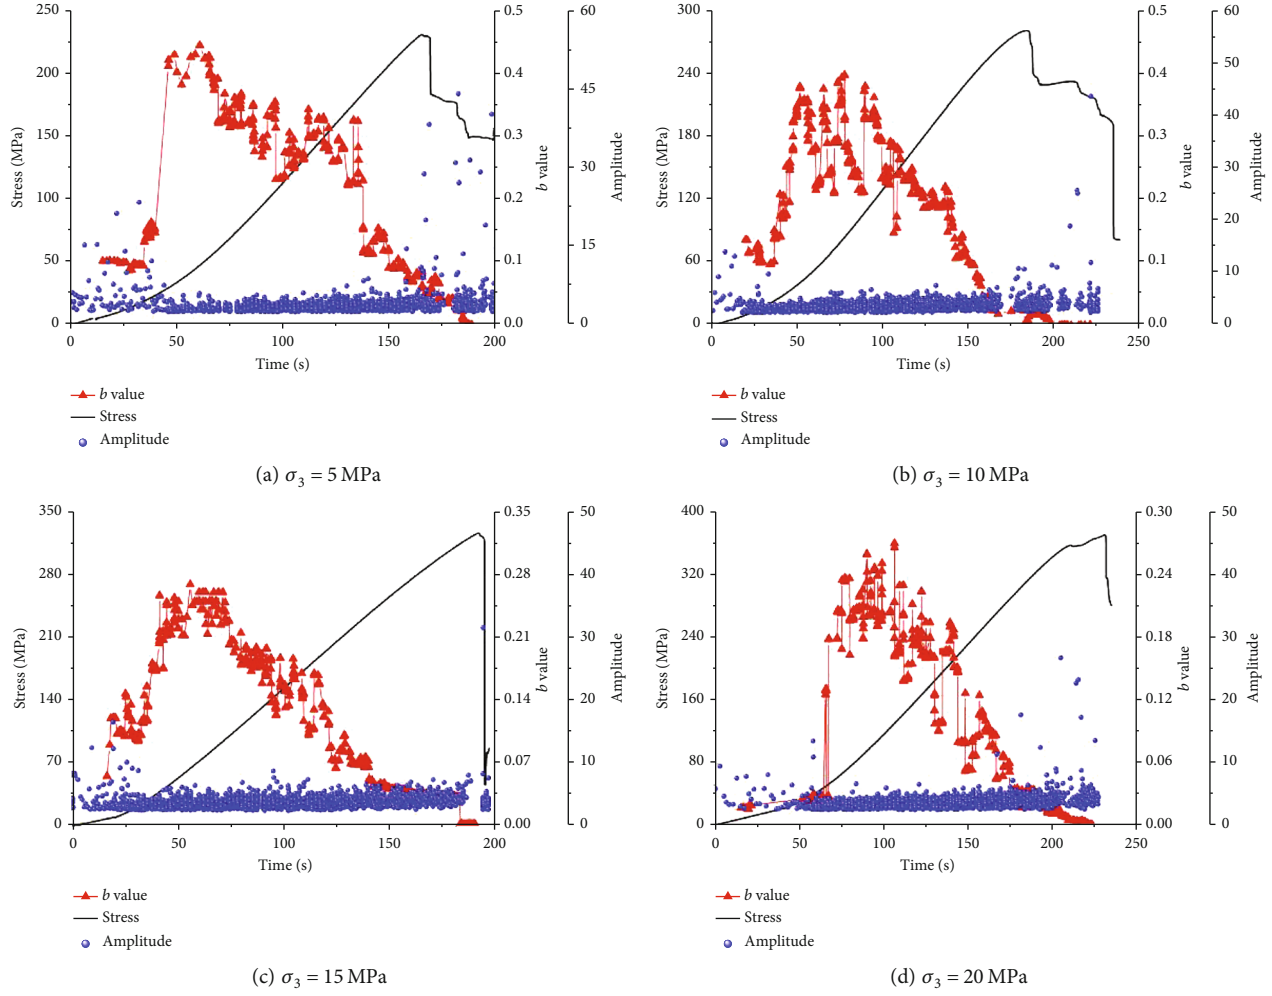 250
200
150
100
50
0
Stress (MPa)
0.5
0.4
0.3
0.2
0.1
0.0
b value
60
45
30
15
0
Amplitude
0 50 100 150 200
Time (s)
b value
Stress
Amplitude
(a) σ3 = 5 MPa
300
240
180
120
60
0
Stress (MPa)
0.5
0.4
0.3
0.2
0.1
0.0
b value
60
50
40
30
20
10
0
Amplitude
0 50 100 150 200 250
Time (s)
b value
Stress
Amplitude
(b) σ3 = 10 MPa
350
280
210
140
70
0
Stress (MPa)
0.35
0.28
0.21
0.14
0.07
0.00
b value
50
40
30
20
10
0
Amplitude
0 50 100 150 200
Time (s)
b value
Stress
Amplitude
(c) σ3 = 15 MPa
400
320
240
160
80
0
Stress (MPa)
0.30
0.24
0.18
0.12
0.06
0.00
b value
50
40
30
20
10
0
Amplitude
0 50 100 150 200 250
Time (s)
b value
Stress
Amplitude
(d) σ3 = 20 MPa